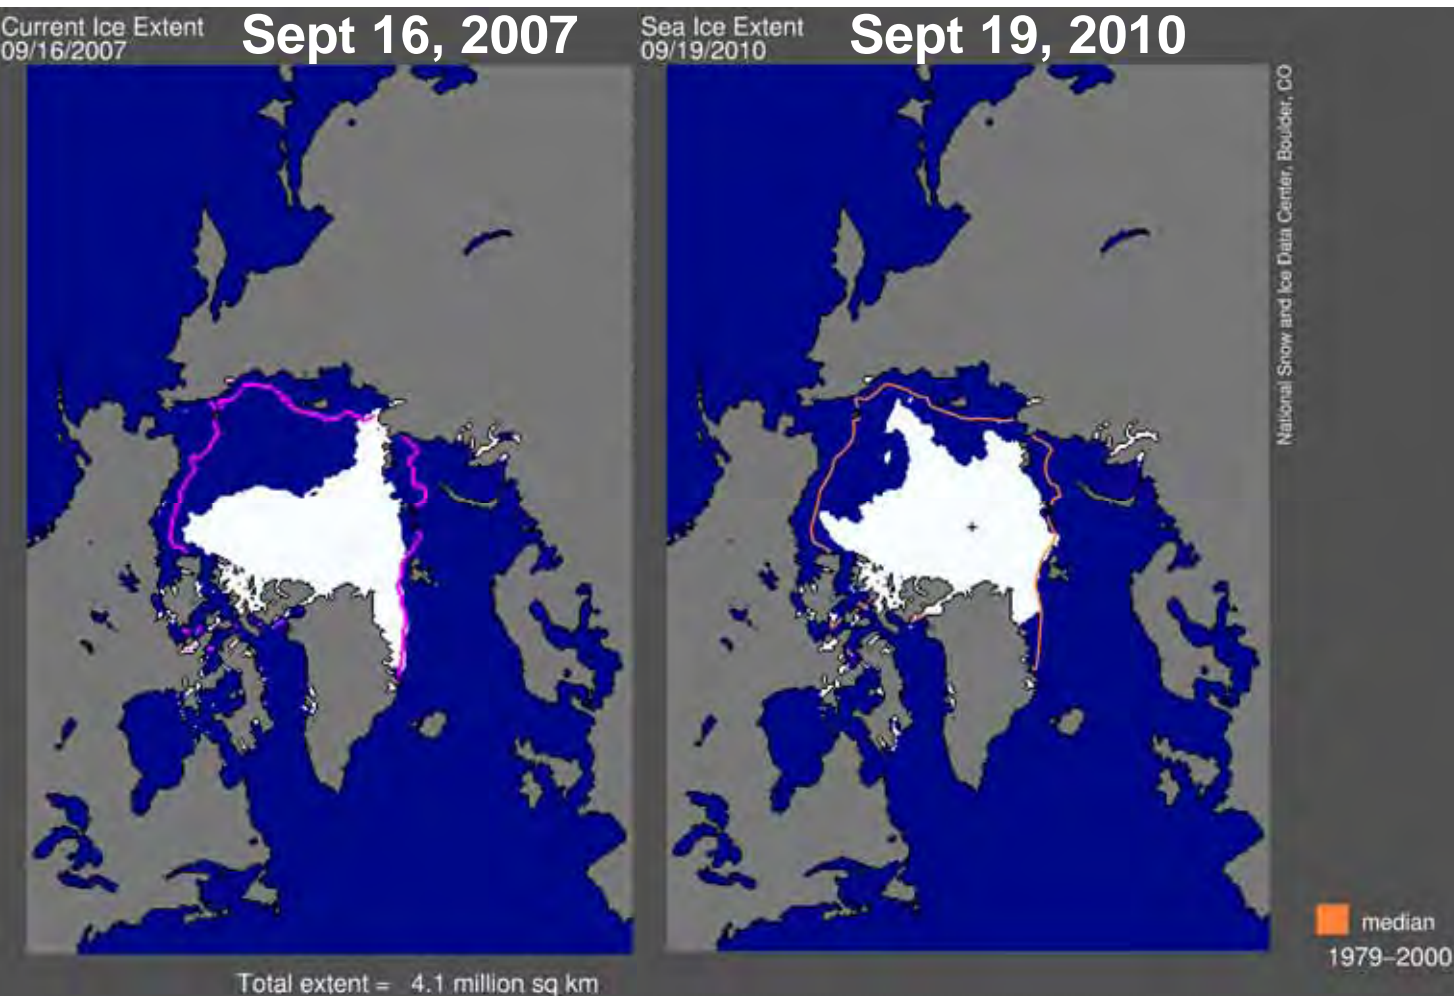 Current Ice Extent
09/16/2007
Sept 16, 2007
Sea Ice Extent
09/19/2010
Sept 19, 2010
National Snow and Ice Data Center, Boulder, CO
median
1979–2000
Total extent = 4.1 million sq km